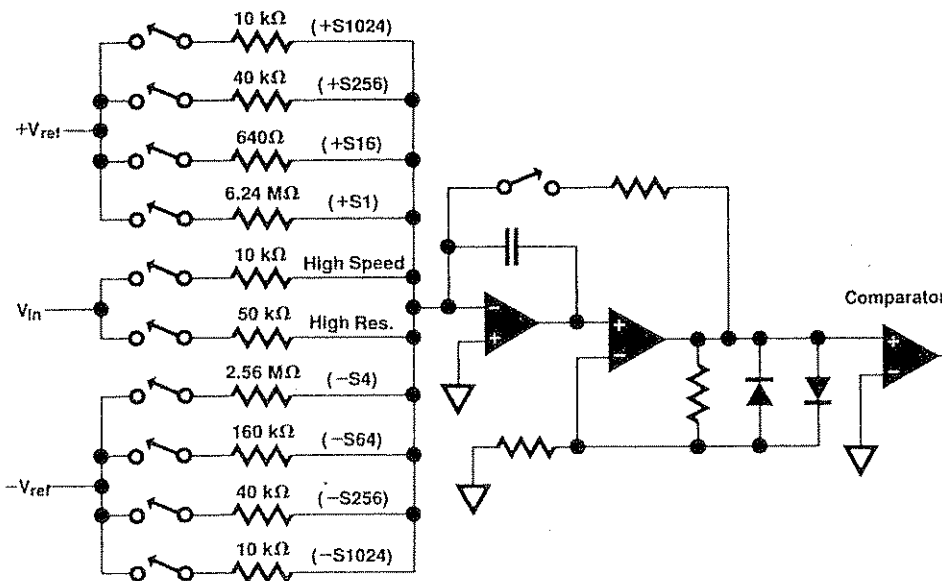 10 kΩ (+S1024)
40 kΩ (+S256)
+Vref
640Ω (+S16)
6.24 MΩ (+S1)
10 kΩ High Speed
VIn
50 kΩ High Res.
Comparator
2.56 MΩ (−S4)
160 kΩ (−S64)
−Vref
40 kΩ (−S256)
10 kΩ (−S1024)